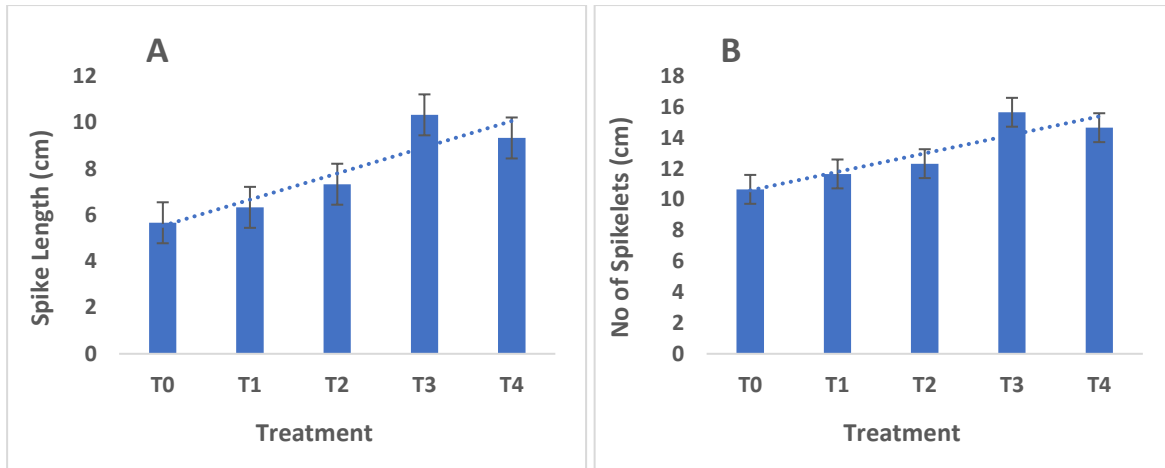 A
Spike Length (cm)
12
10
8
6
4
2
0
T0 T1 T2 T3 T4
Treatment
B
No of Spikelets (cm)
18
16
14
12
10
8
6
4
2
0
T0 T1 T2 T3 T4
Treatment